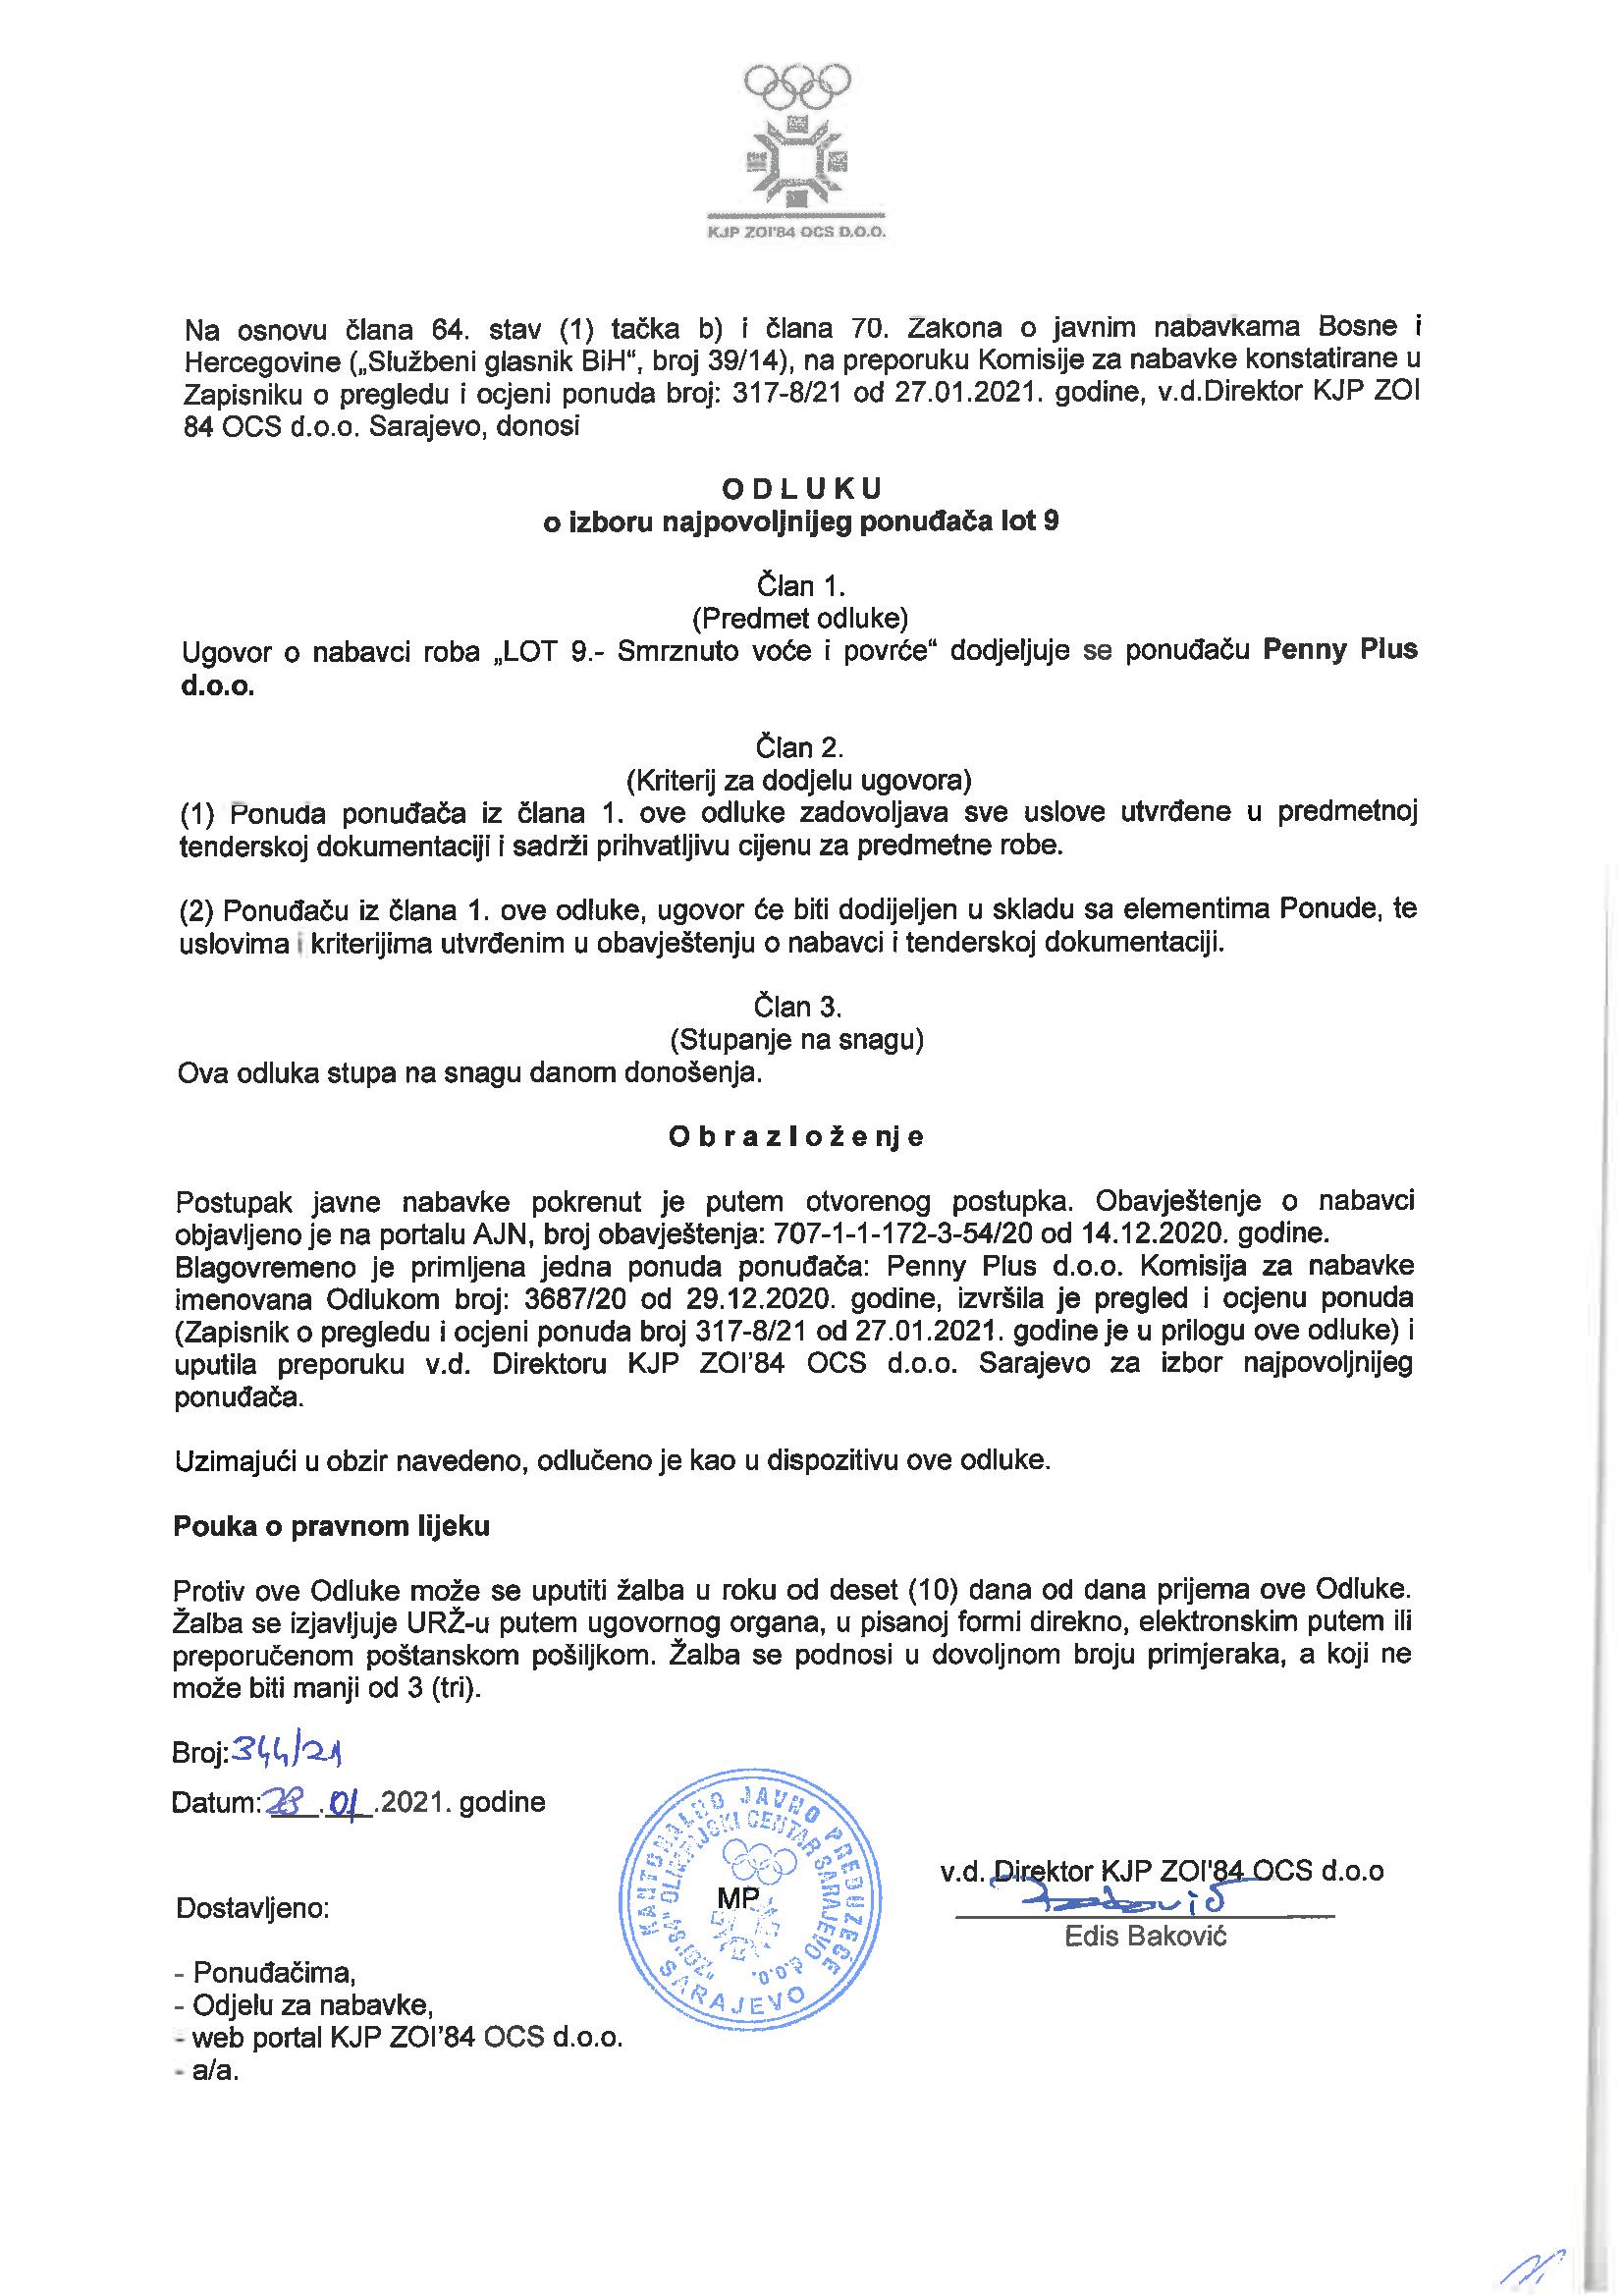 KJP ZOI'84 OCS D.O.O.
Na osnovu člana 64. stav (1) tačka b) i člana 70. Zakona o javnim nabavkama Bosne i
Hercegovine („Službeni glasnik BiH“, broj 39/14), na preporuku Komisije za nabavke konstatirane u
Zapisniku o pregledu i ocjeni ponuda broj: 317-8/21 od 27.01.2021. godine, v.d.Direktor KJP ZOI
84 OCS d.o.o. Sarajevo, donosi
O D L U K U
o izboru najpovoljnijeg ponuđača lot 9
Član 1.
(Predmet odluke)
Ugovor o nabavci roba „LOT 9.- Smrznuto voće i povrće“ dodjeljuje se ponuđaču Penny Plus
d.o.o.
Član 2.
(Kriterij za dodjelu ugovora)
(1) Ponuda ponuđača iz člana 1. ove odluke zadovoljava sve uslove utvrđene u predmetnoj
tenderskoj dokumentaciji i sadrži prihvatljivu cijenu za predmetne robe.
(2) Ponuđaču iz člana 1. ove odluke, ugovor će biti dodijeljen u skladu sa elementima Ponude, te
uslovima i kriterijima utvrđenim u obavještenju o nabavci i tenderskoj dokumentaciji.
Član 3.
(Stupanje na snagu)
Ova odluka stupa na snagu danom donošenja.
O b r a z l o ž e nj e
Postupak javne nabavke pokrenut je putem otvorenog postupka. Obavještenje o nabavci
objavljeno je na portalu AJN, broj obavještenja: 707-1-1-172-3-54/20 od 14.12.2020. godine.
Blagovremeno je primljena jedna ponuda ponuđača: Penny Plus d.o.o. Komisija za nabavke
imenovana Odlukom broj: 3687/20 od 29.12.2020. godine, izvršila je pregled i ocjenu ponuda
(Zapisnik o pregledu i ocjeni ponuda broj 317-8/21 od 27.01.2021. godine je u prilogu ove odluke) i
uputila preporuku v.d. Direktoru KJP ZOI’84 OCS d.o.o. Sarajevo za izbor najpovoljnijeg
ponuđača.
Uzimajući u obzir navedeno, odlučeno je kao u dispozitivu ove odluke.
Pouka o pravnom lijeku
Protiv ove Odluke može se uputiti žalba u roku od deset (10) dana od dana prijema ove Odluke.
Žalba se izjavljuje URŽ-u putem ugovornog organa, u pisanoj formi direkno, elektronskim putem ili
preporučenom poštanskom pošiljkom. Žalba se podnosi u dovoljnom broju primjeraka, a koji ne
može biti manji od 3 (tri).
Broj:344/21
Datum:28.01.2021. godine
KANTONALNO JAVNO PREDUZEĆE
"ZOI'84" OLIMPIJSKI CENTAR SARAJEVO d.o.o.
SARAJEVO
MP
v.d. Direktor KJP ZOI'84 OCS d.o.o
Edis Baković
Dostavljeno:
- Ponuđačima,
- Odjelu za nabavke,
- web portal KJP ZOI’84 OCS d.o.o.
- a/a.